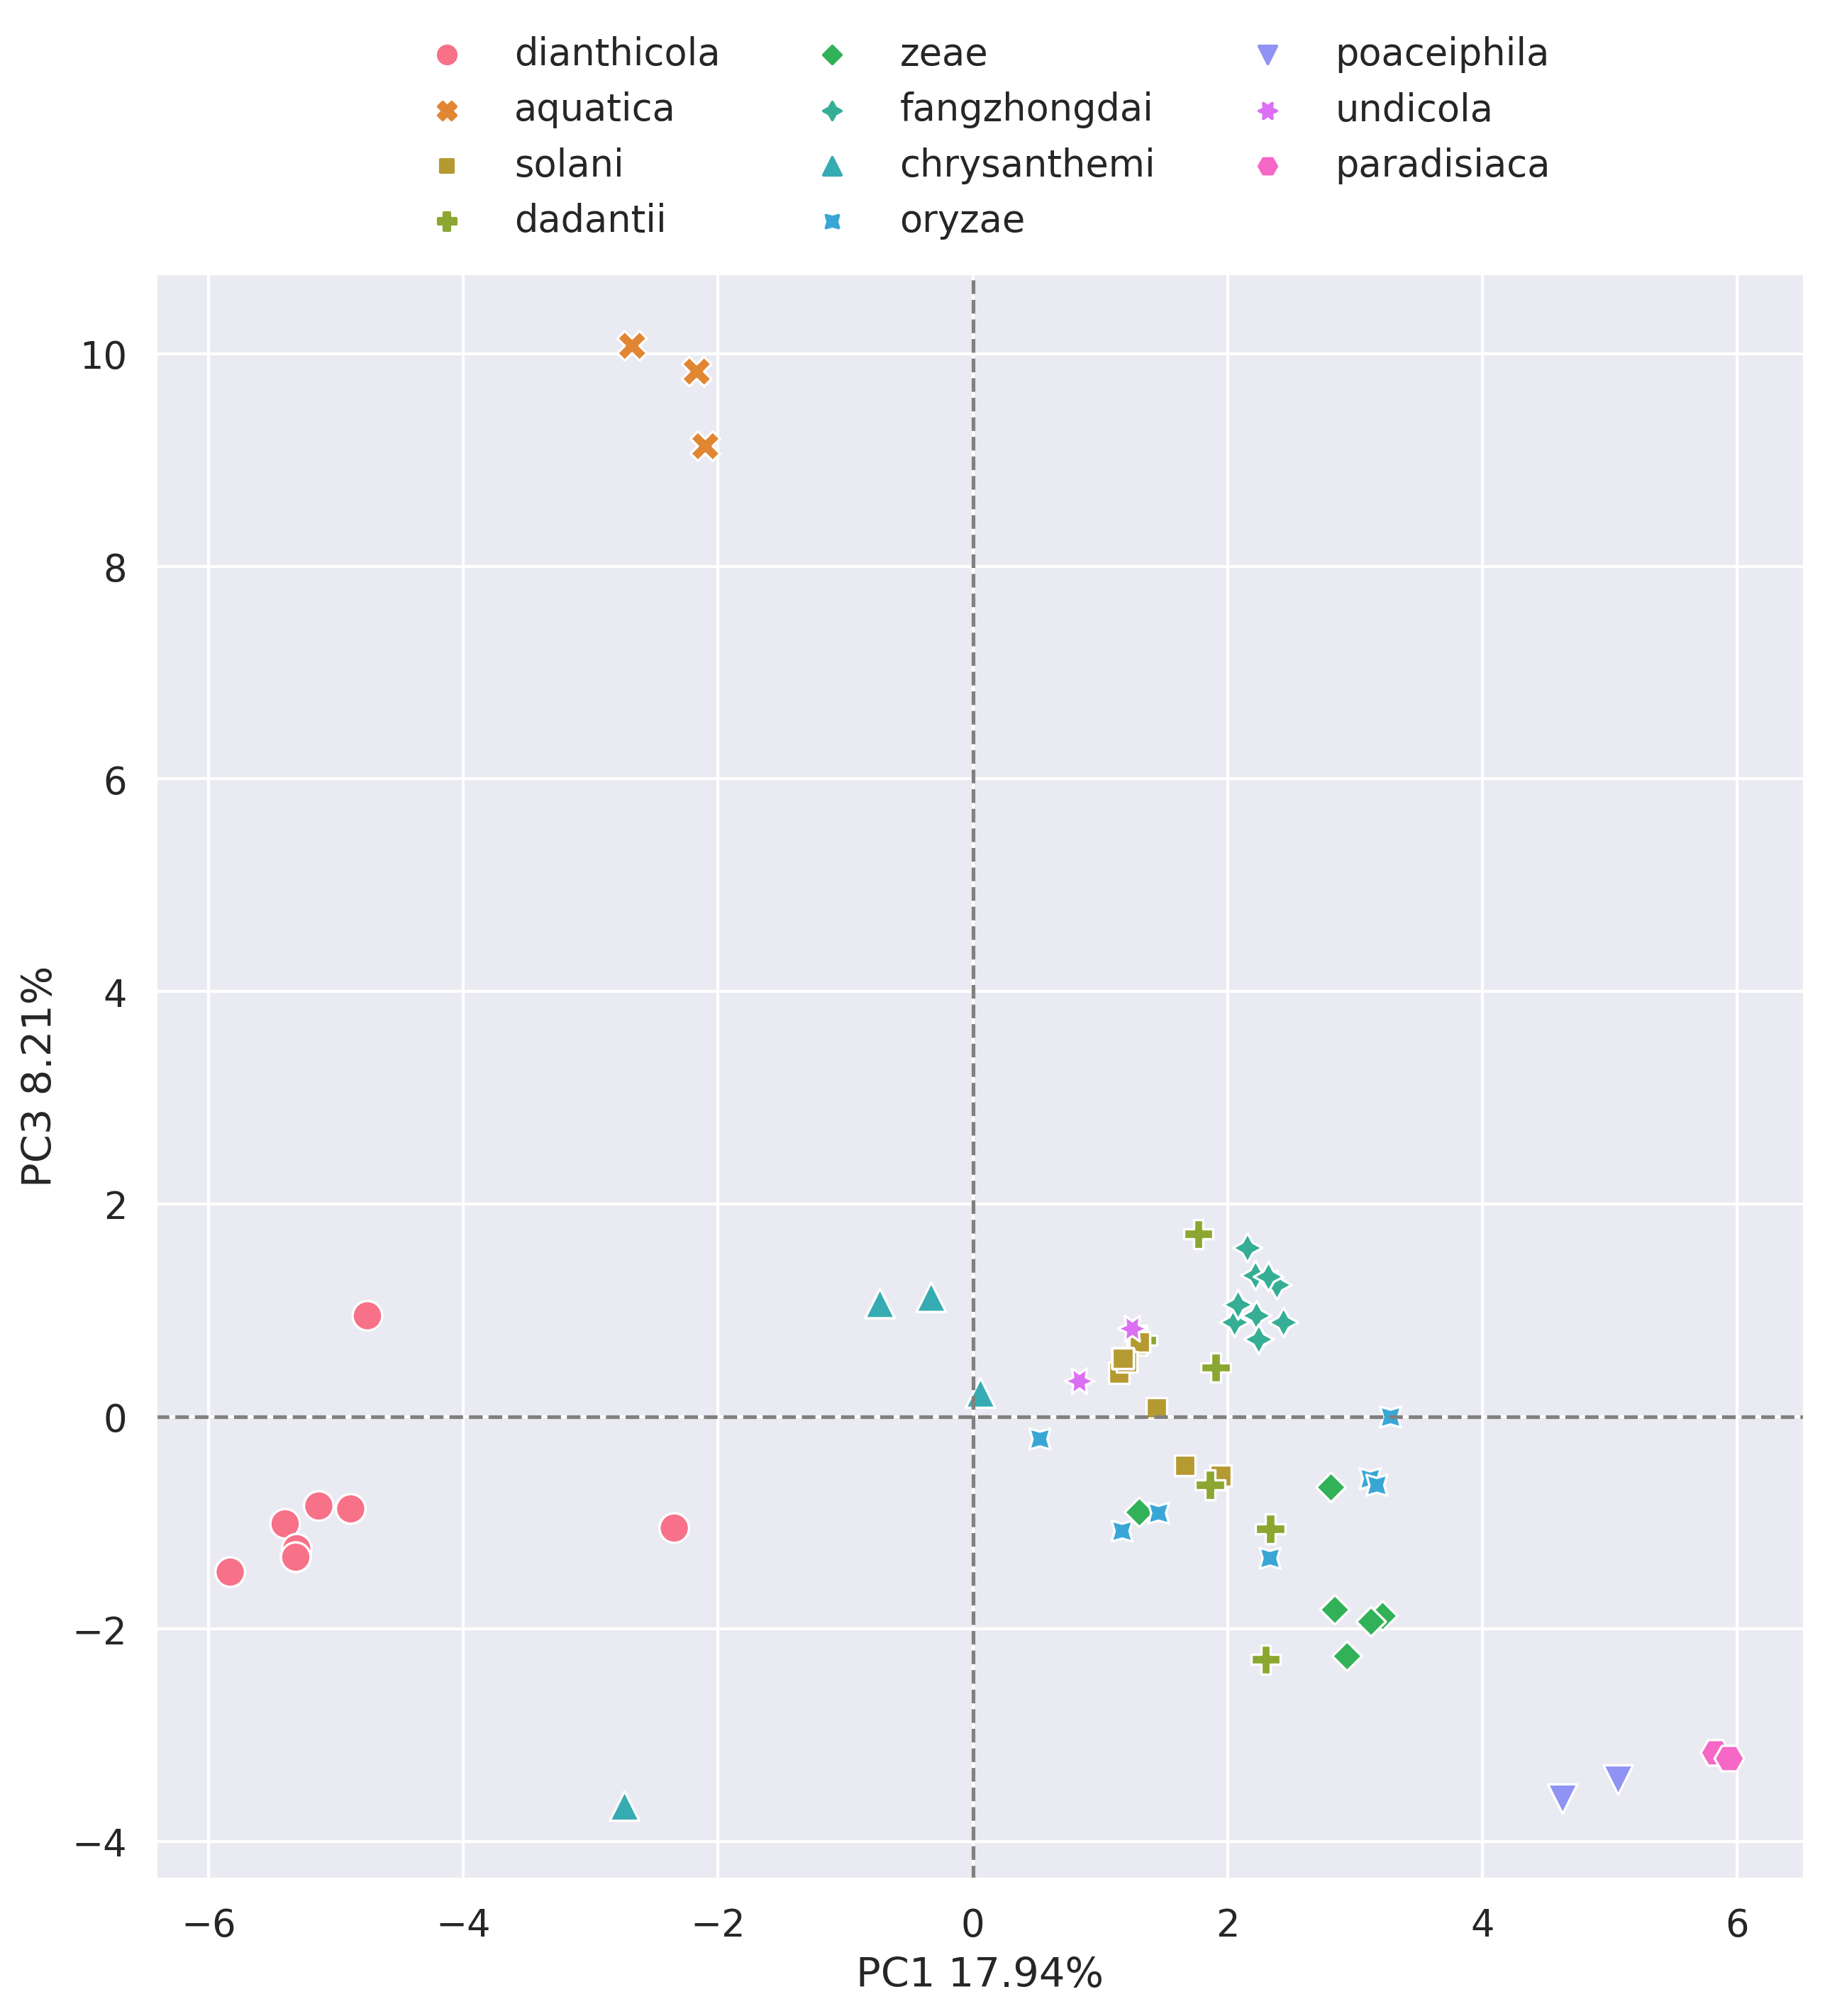 dianthicola
aquatica
solani
dadantii
zeae
fangzhongdai
chrysanthemi
oryzae
poaceiphila
undicola
paradisiaca
10
8
6
4
2
0
−2
−4
PC3 8.21%
−6 −4 −2 0 2 4 6
PC1 17.94%